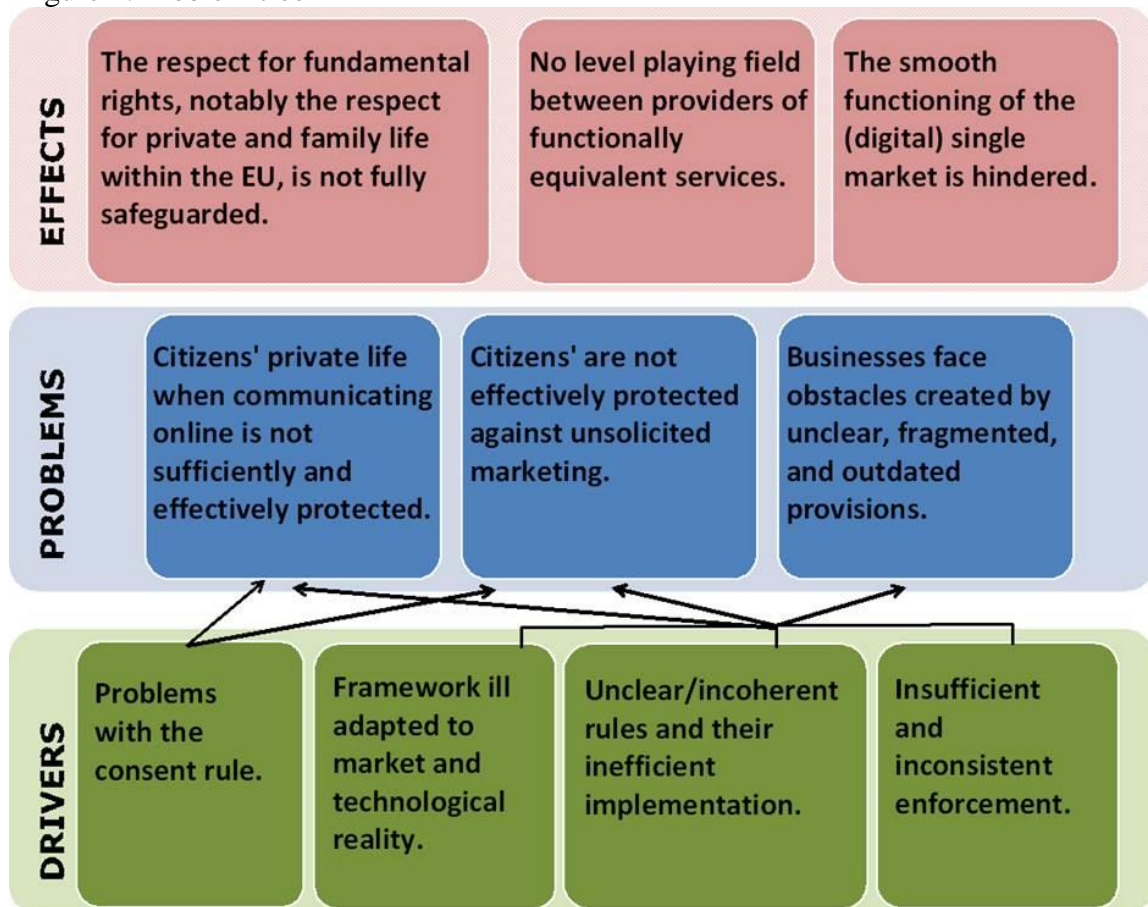 EFFECTS
The respect for fundamental
rights, notably the respect
for private and family life
within the EU, is not fully
safeguarded.
No level playing field
between providers of
functionally
equivalent services.
The smooth
functioning of the
(digital) single
market is hindered.
PROBLEMS
Citizens' private life
when communicating
online is not
sufficiently and
effectively protected.
Citizens' are not
effectively protected
against unsolicited
marketing.
Businesses face
obstacles created by
unclear, fragmented,
and outdated
provisions.
DRIVERS
Problems
with the
consent rule.
Framework ill
adapted to
market and
technological
reality.
Unclear/incoherent
rules and their
inefficient
implementation.
Insufficient
and
inconsistent
enforcement.